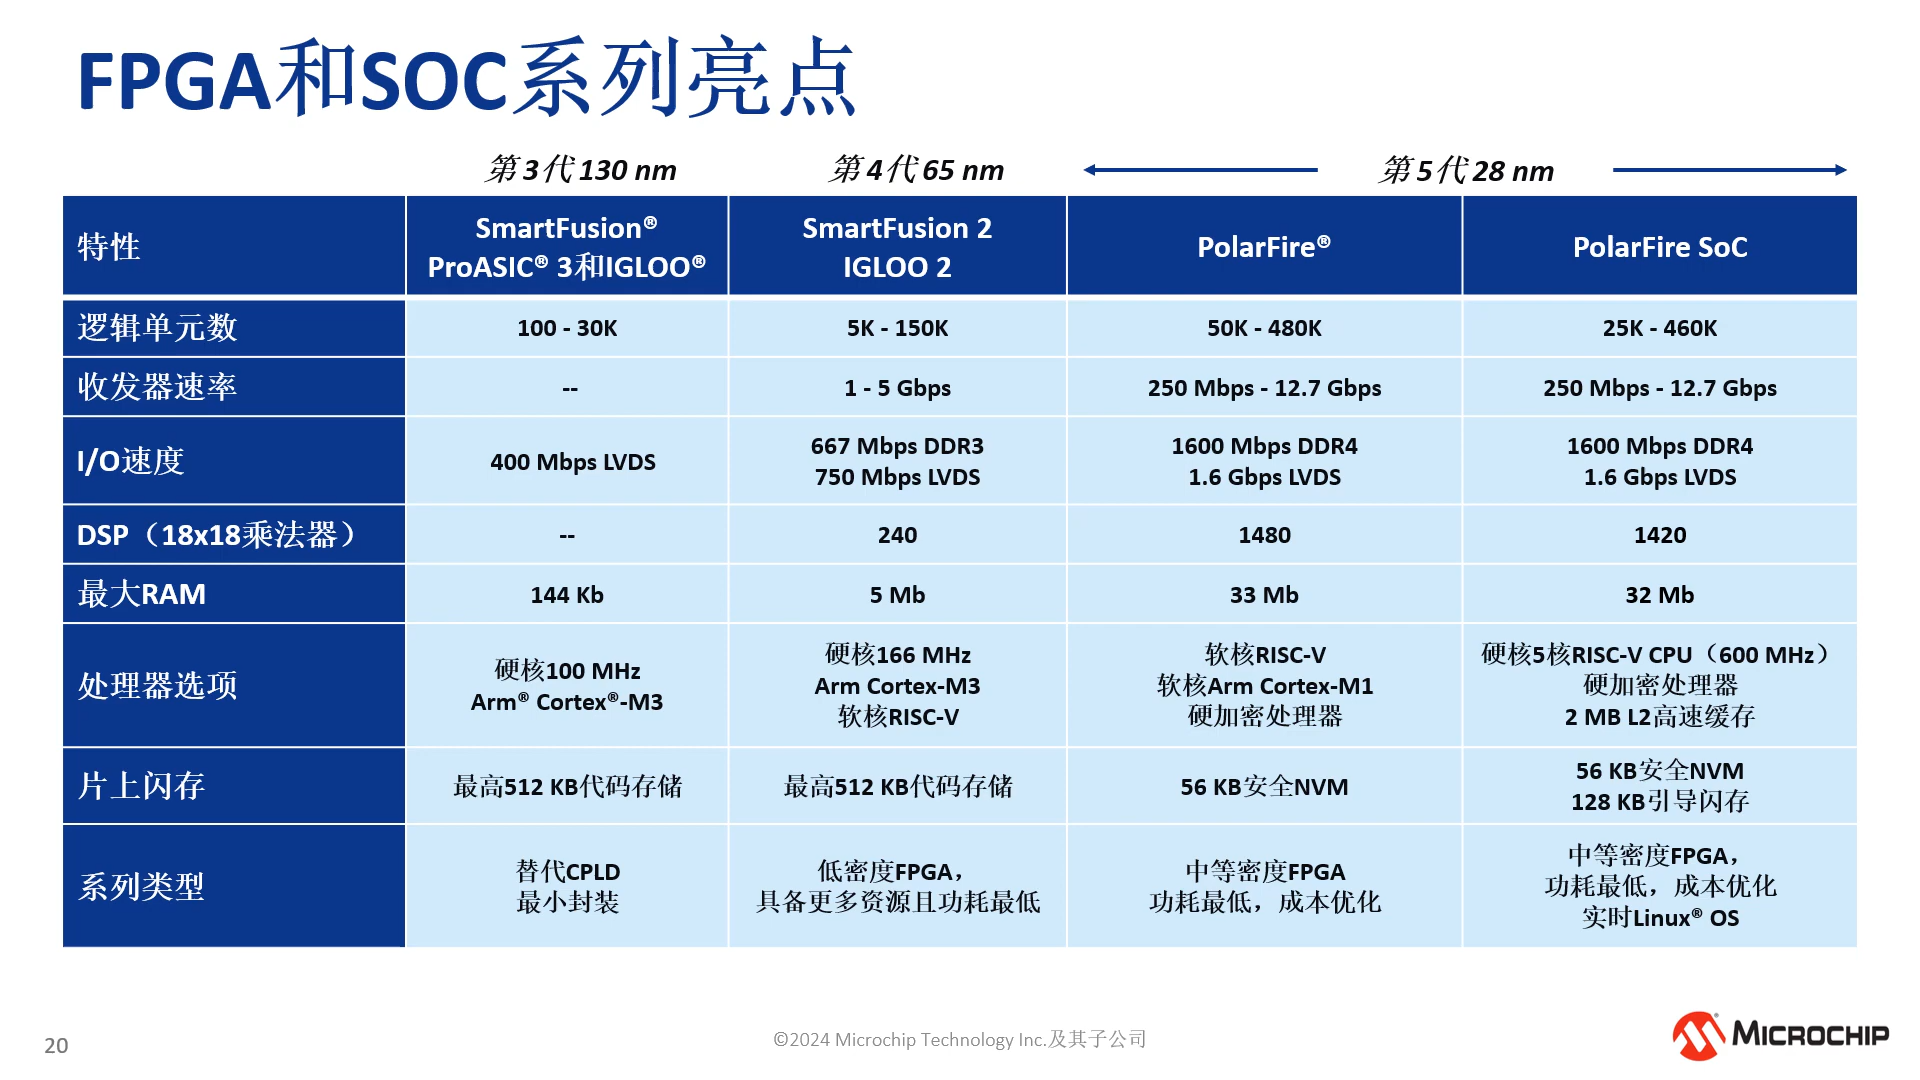 FPGA和SOC系列亮点
第3代 130 nm
第4代 65 nm
第5代 28 nm
特性
SmartFusion®
ProASIC® 3和IGLOO®
SmartFusion 2
IGLOO 2
PolarFire®
PolarFire SoC
逻辑单元数
100 - 30K
5K - 150K
50K - 480K
25K - 460K
收发器速率
--
1 - 5 Gbps
250 Mbps - 12.7 Gbps
250 Mbps - 12.7 Gbps
I/O速度
400 Mbps LVDS
667 Mbps DDR3
750 Mbps LVDS
1600 Mbps DDR4
1.6 Gbps LVDS
1600 Mbps DDR4
1.6 Gbps LVDS
DSP（18x18乘法器）
--
240
1480
1420
最大RAM
144 Kb
5 Mb
33 Mb
32 Mb
处理器选项
硬核100 MHz
Arm® Cortex®-M3
硬核166 MHz
Arm Cortex-M3
软核RISC-V
软核RISC-V
软核Arm Cortex-M1
硬加密处理器
硬核5核RISC-V CPU（600 MHz）
硬加密处理器
2 MB L2高速缓存
片上闪存
最高512 KB代码存储
最高512 KB代码存储
56 KB安全NVM
56 KB安全NVM
128 KB引导闪存
系列类型
替代CPLD
最小封装
低密度FPGA，
具备更多资源且功耗最低
中等密度FPGA
功耗最低，成本优化
中等密度FPGA，
功耗最低，成本优化
实时Linux® OS
20
©2024 Microchip Technology Inc.及其子公司
MICROCHIP